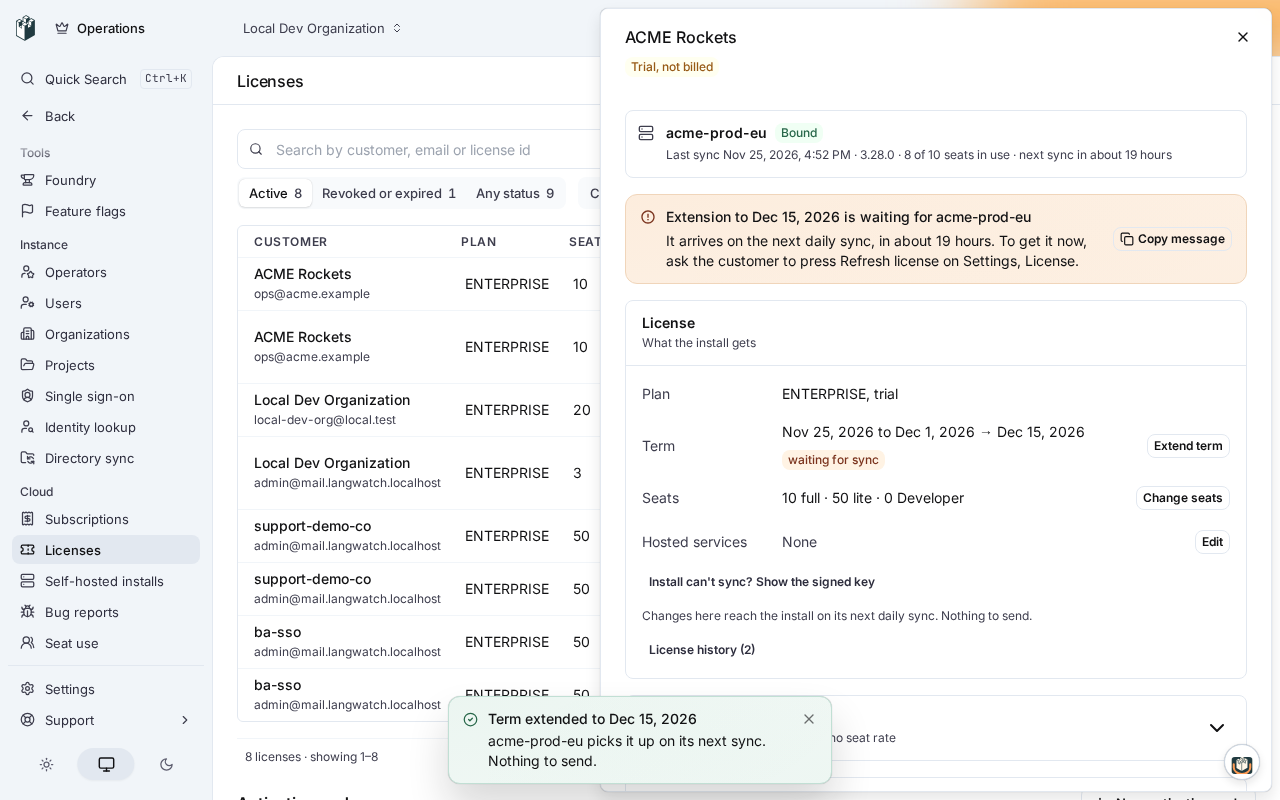 Operations
Local Dev Organization
Quick Search
Ctrl+K
Back
Tools
Foundry
Feature flags
Instance
Operators
Users
Organizations
Projects
Single sign-on
Identity lookup
Directory sync
Cloud
Subscriptions
Licenses
Self-hosted installs
Bug reports
Seat use
Settings
Support
Licenses
Search by customer, email or license id
Active 8
Revoked or expired 1
Any status 9
CUSTOMER PLAN
ACME Rockets
ops@acme.example
ENTERPRISE 10
ACME Rockets
ops@acme.example
ENTERPRISE 10
Local Dev Organization
local-dev-org@local.test
ENTERPRISE 20
Local Dev Organization
admin@mail.langwatch.localhost
ENTERPRISE 3
support-demo-co
admin@mail.langwatch.localhost
ENTERPRISE 50
support-demo-co
admin@mail.langwatch.localhost
ENTERPRISE 50
ba-sso
admin@mail.langwatch.localhost
ENTERPRISE 50
ba-sso
admin@mail.langwatch.localhost
ENTERPRISE 50
8 licenses · showing 1–8
ACME Rockets
Trial, not billed
acme-prod-eu Bound
Last sync Nov 25, 2026, 4:52 PM · 3.28.0 · 8 of 10 seats in use · next sync in about 19 hours
Extension to Dec 15, 2026 is waiting for acme-prod-eu
It arrives on the next daily sync, in about 19 hours. To get it now,
ask the customer to press Refresh license on Settings, License.
Copy message
License
What the install gets
Plan ENTERPRISE, trial
Term Nov 25, 2026 to Dec 1, 2026 → Dec 15, 2026
waiting for sync
Extend term
Seats 10 full · 50 lite · 0 Developer Change seats
Hosted services None Edit
Install can't sync? Show the signed key
Changes here reach the install on its next daily sync. Nothing to send.
License history (2)
no seat rate
Term extended to Dec 15, 2026
acme-prod-eu picks it up on its next sync.
Nothing to send.